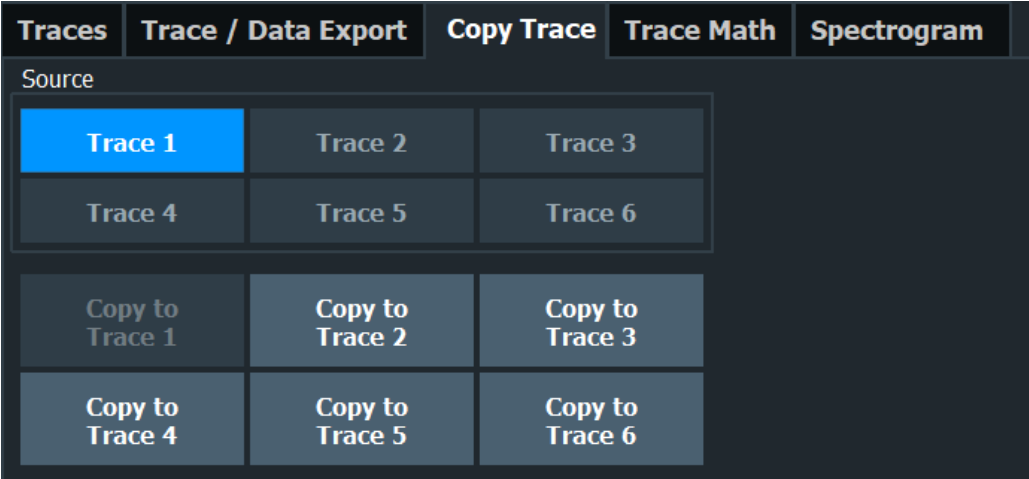 Traces Trace / Data Export Copy Trace Trace Math Spectrogram
Source
Trace 1 Trace 2 Trace 3
Trace 4 Trace 5 Trace 6
Copy to Copy to Copy to
Trace 1 Trace 2 Trace 3
Copy to Copy to Copy to
Trace 4 Trace 5 Trace 6